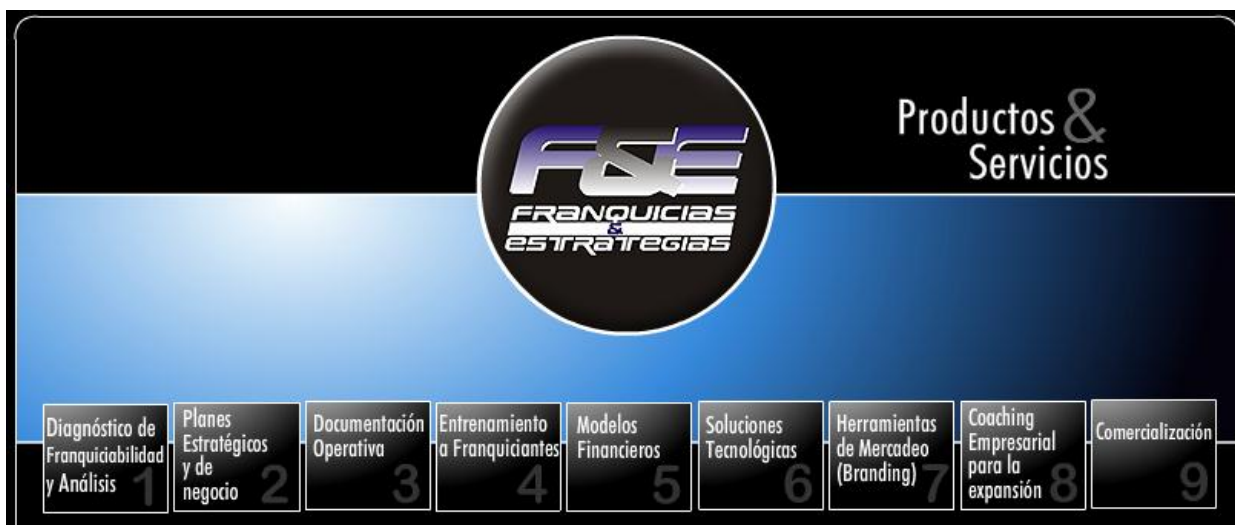 Productos &
Servicios
F&E
FRANQUICIAS
&
ESTRATEGIAS
Diagnóstico de
Franquiciabilidad
y Análisis
1
Planes
Estratégicos
y de
negocio
2
Documentación
Operativa
3
Entrenamiento
a Franquiciantes
4
Modelos
Financieros
5
Soluciones
Tecnológicas
6
Herramientas
de Mercadeo
(Branding)
7
Coaching
Empresarial
para la
expansión
8
Comercialización
9